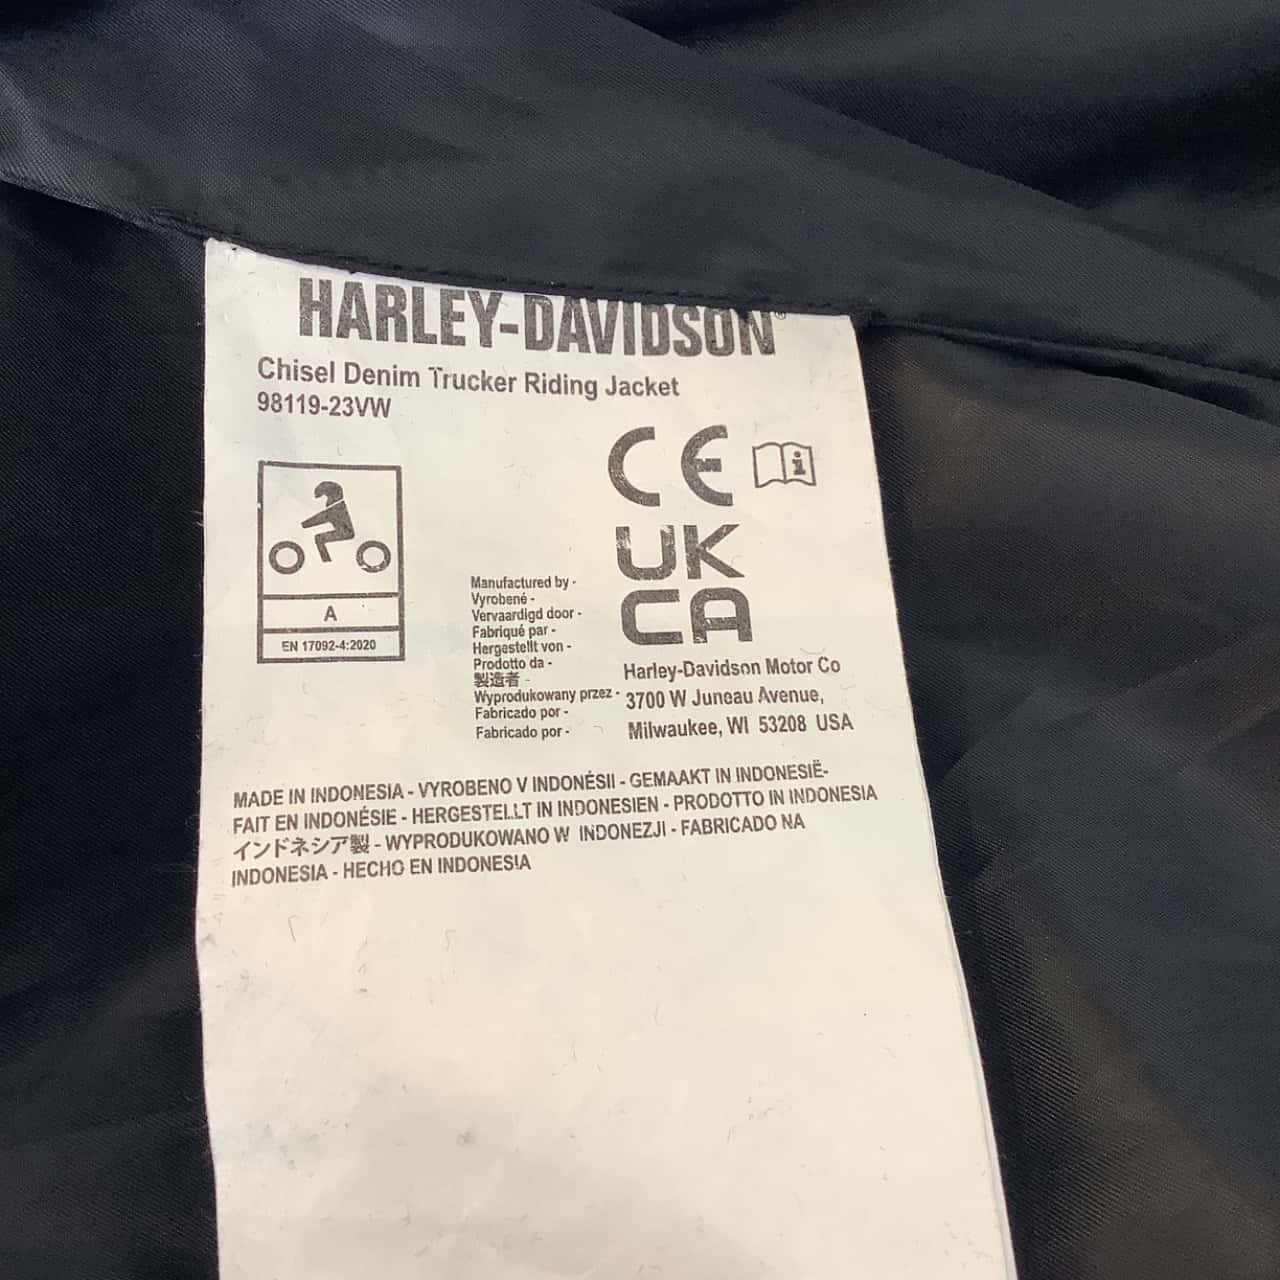 HARLEY-DAVIDSON®
Chisel Denim Trucker Riding Jacket
98119-23VW
CE
i
UK
CA
A
EN 17092-4:2020
Manufactured by -
Vyrobené -
Vervaardigd door -
Fabriqué par -
Hergestellt von -
Prodotto da -
製造者 -
Wyprodukowany przez -
Fabricado por -
Fabricado por -
Harley-Davidson Motor Co
3700 W Juneau Avenue,
Milwaukee, WI 53208 USA
MADE IN INDONESIA - VYROBENO V INDONÉSII - GEMAAKT IN INDONESIË-
FAIT EN INDONÉSIE - HERGESTELLT IN INDONESIEN - PRODOTTO IN INDONESIA
インドネシア製 - WYPRODUKOWANO W INDONEZJI - FABRICADO NA
INDONESIA - HECHO EN INDONESIA